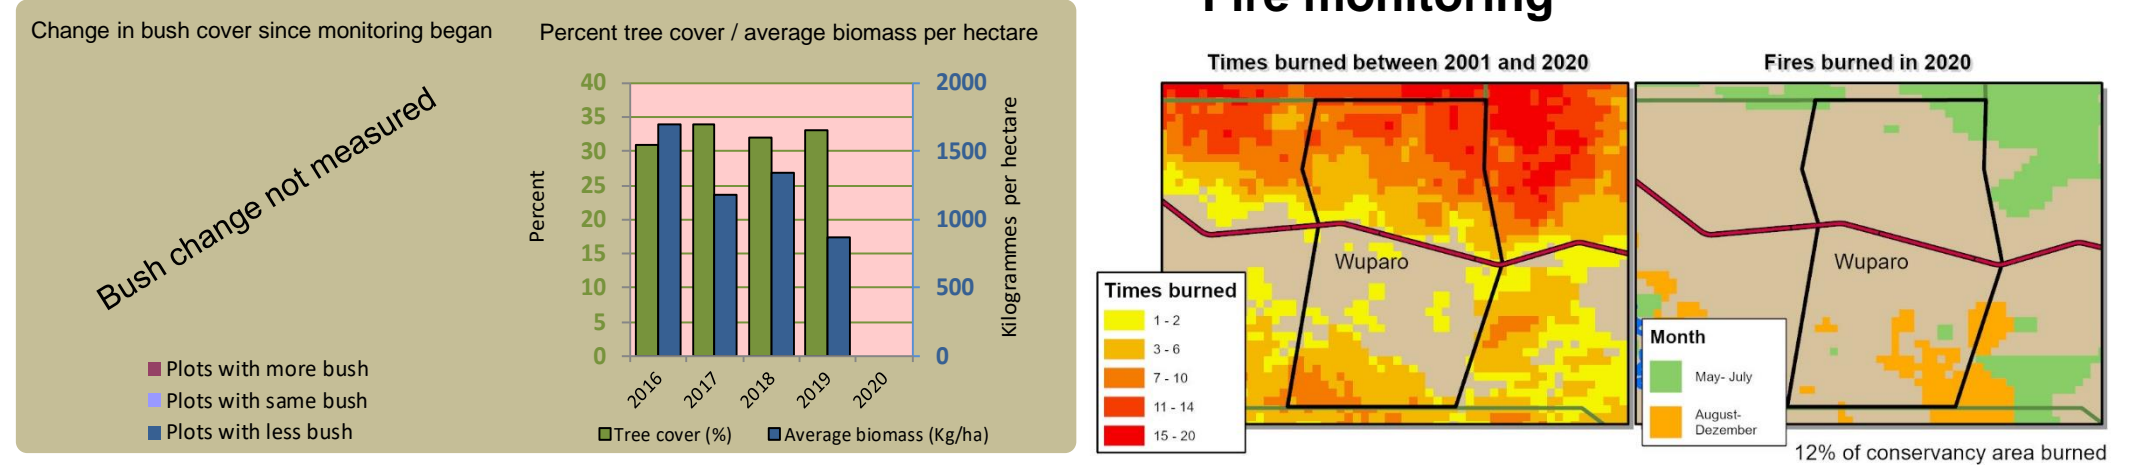 Change in bush cover since monitoring began
Bush change not measured
Plots with more bush
Plots with same bush
Plots with less bush
Percent tree cover / average biomass per hectare
Percent
40
35
30
25
20
15
10
5
0
2000
1500
1000
500
0
Kilogrammes per hectare
2016
2017
2018
2019
2020
Tree cover (%)
Average biomass (Kg/ha)
Fire monitoring
Times burned between 2001 and 2020
Wuparo
Times burned
1 - 2
3 - 6
7 - 10
11 - 14
15 - 20
Fires burned in 2020
Wuparo
Month
May- July
August-
Dezember
12% of conservancy area burned